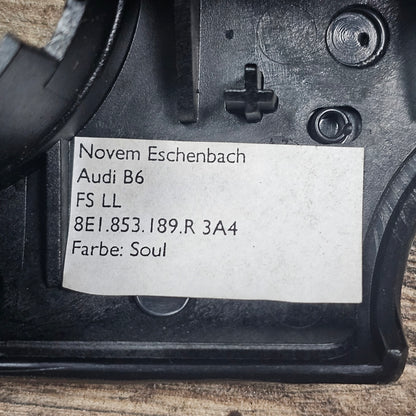 Novem Eschenbach
Audi B6
FS LL
8E1.853.189.R 3A4
Farbe: Soul